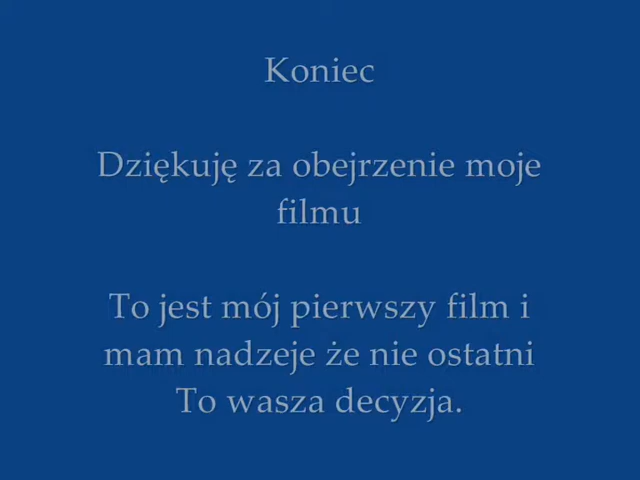 Koniec
Dziękuję za obejrzenie moje
filmu
To jest mój pierwszy film i
mam nadzeje że nie ostatni
To wasza decyzja.